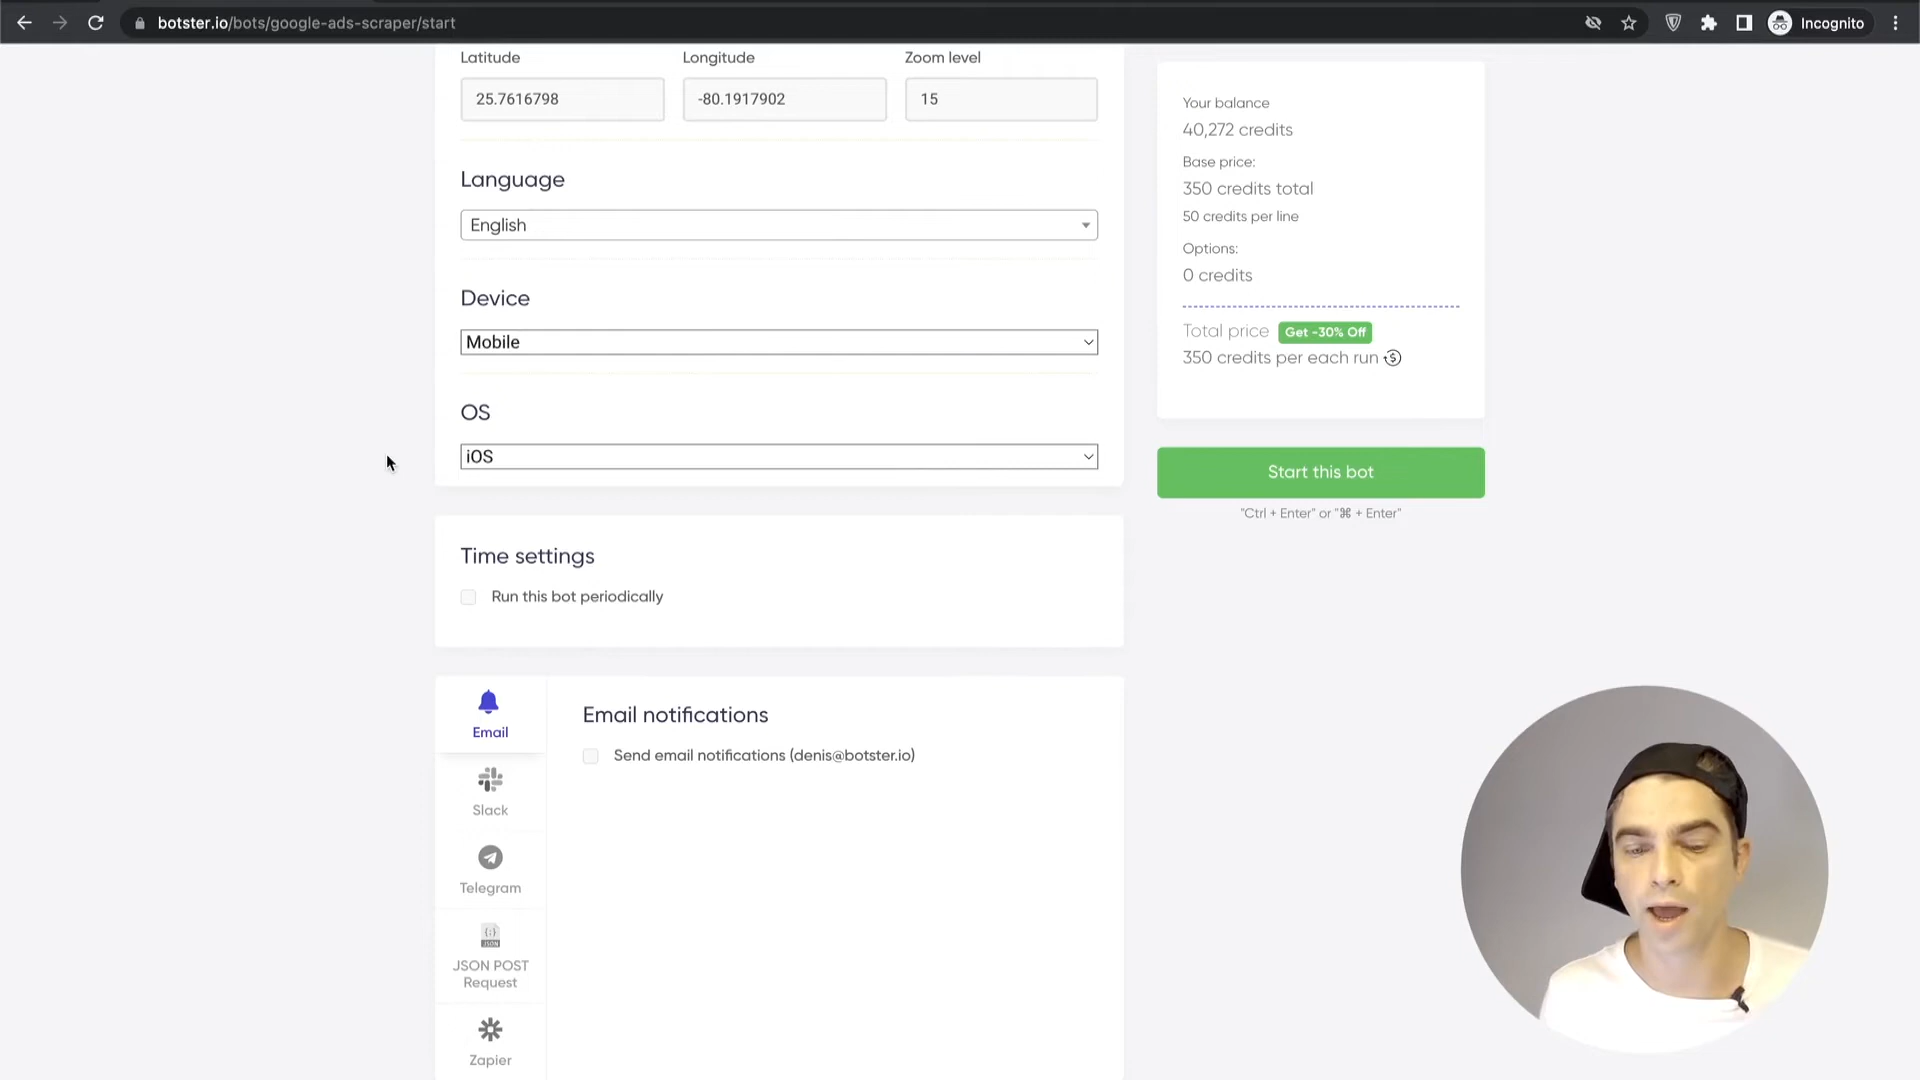 botster.io/bots/google-ads-scraper/start
Incognito
Latitude
Longitude
Zoom level
25.7616798
-80.1917902
15
Language
English
Device
Mobile
OS
iOS
Time settings
Run this bot periodically
Email
Slack
Telegram
JSON
JSON POST
Request
Zapier
Email notifications
Send email notifications (denis@botster.io)
Your balance
40,272 credits
Base price:
350 credits total
50 credits per line
Options:
0 credits
Total price Get -30% Off
350 credits per each run
Start this bot
"Ctrl + Enter" or "⌘ + Enter"